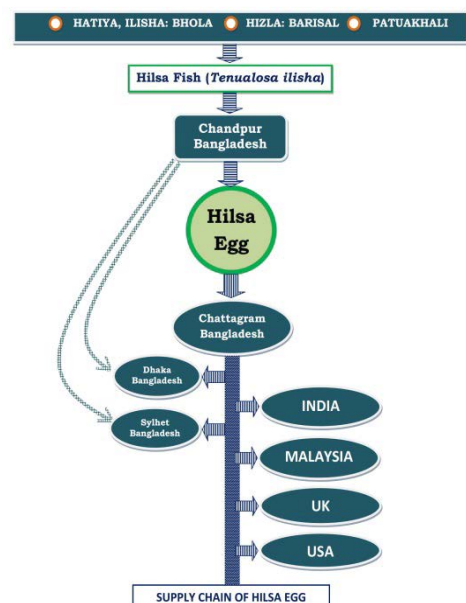 HATIYA, ILISHA: BHOLA HIZLA: BARISAL PATUAKHALI
Hilsa Fish (Tenualosa ilisha)
Chandpur
Bangladesh
Hilsa
Egg
Chattagram
Bangladesh
Dhaka
Bangladesh
INDIA
Sylhet
Bangladesh
MALAYSIA
UK
USA
SUPPLY CHAIN OF HILSA EGG